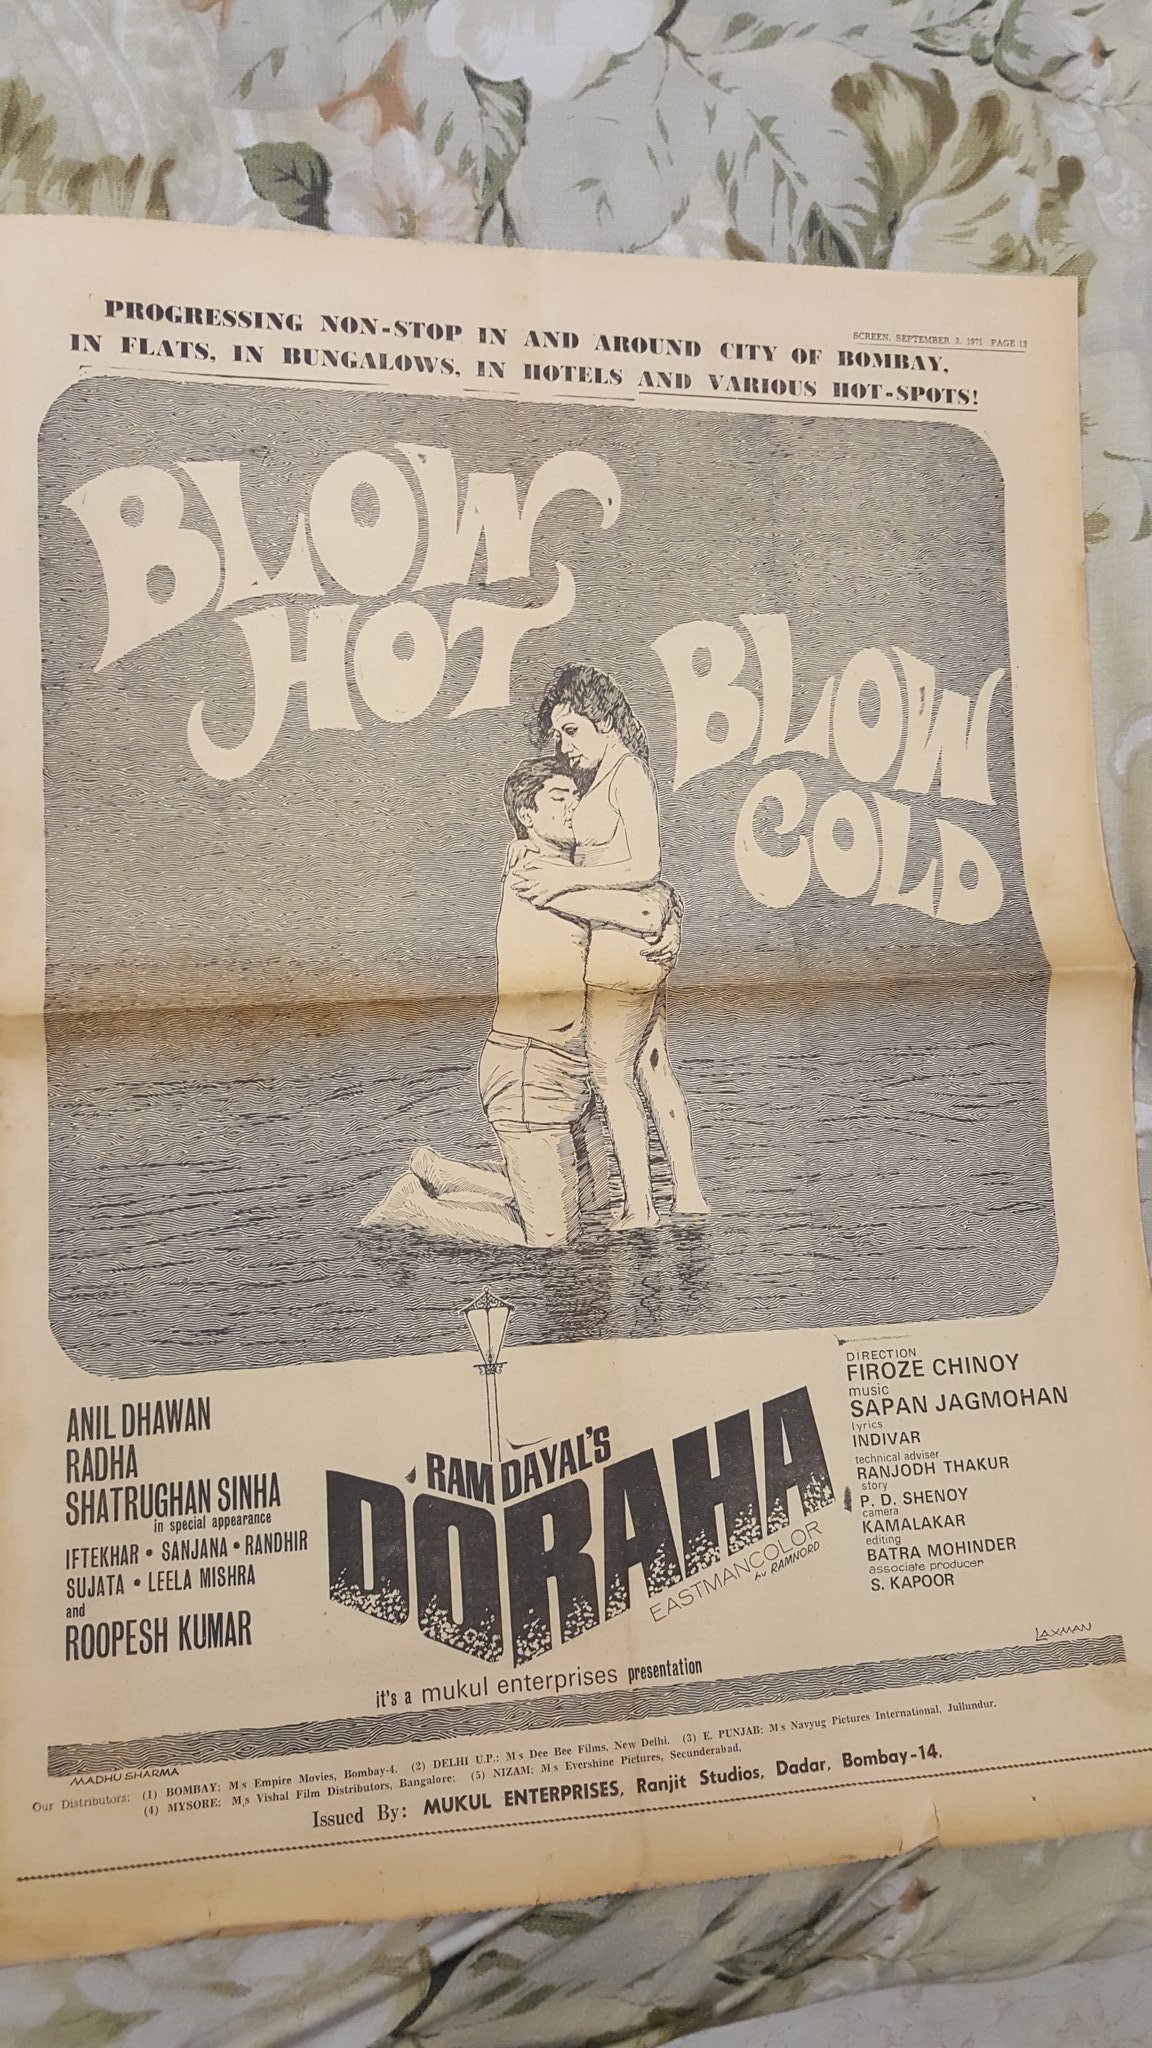 SCREEN, SEPTEMBER 3, 1971 PAGE 13
PROGRESSING NON-STOP IN AND AROUND CITY OF BOMBAY,
IN FLATS, IN BUNGALOWS, IN HOTELS AND VARIOUS HOT-SPOTS!
BLOW
HOT
BLOW
COLD
ANIL DHAWAN
RADHA
SHATRUGHAN SINHA
in special appearance
IFTEKHAR • SANJANA • RANDHIR
SUJATA • LEELA MISHRA
and
ROOPESH KUMAR
RAM DAYAL'S
DORAHA
EASTMANCOLOR
by RAMNORD
it's a mukul enterprises presentation
DIRECTION
FIROZE CHINOY
music
SAPAN JAGMOHAN
lyrics
INDIVAR
technical adviser
RANJODH THAKUR
story
P. D. SHENOY
camera
KAMALAKAR
editing
BATRA MOHINDER
associate producer
S. KAPOOR
LAXMAN
MADHU SHARMA
Our Distributors: (1) BOMBAY: M/s Empire Movies, Bombay-4. (2) DELHI U.P.: M/s Dee Bee Films, New Delhi. (3) E. PUNJAB: M/s Navyug Pictures International, Jullundur.
(4) MYSORE: M/s Vishal Film Distributors, Bangalore: (5) NIZAM: M/s Evershine Pictures, Secunderabad.
Issued By: MUKUL ENTERPRISES, Ranjit Studios, Dadar, Bombay-14.